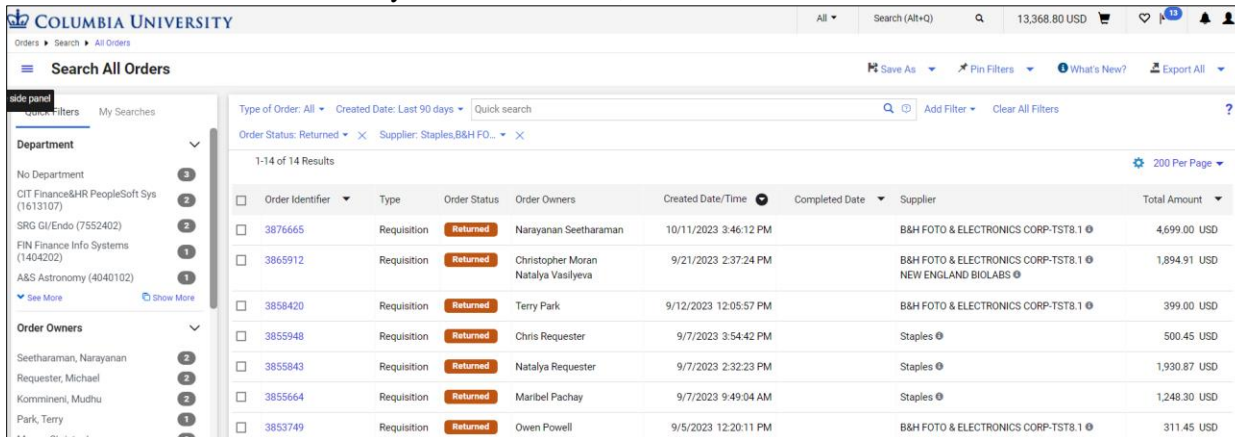 COLUMBIA UNIVERSITY
All Search (Alt+Q) 13,368.80 USD 13
Orders Search All Orders
Search All Orders Save As Pin Filters What's New? Export All
side panel
Quick Filters My Searches
Type of Order: All Created Date: Last 90 days Quick search Add Filter Clear All Filters ?
Order Status: Returned Supplier: Staples,B&H FO...
Department
No Department 3
CIT Finance&HR PeopleSoft Sys (1613107) 2
SRG GI/Endo (7552402) 2
FIN Finance Info Systems (1404202) 1
A&S Astronomy (4040102) 1
See More Show More
Order Owners
Seetharaman, Narayanan 2
Requester, Michael 2
Kommineni, Mudhu 2
Park, Terry 1
1-14 of 14 Results 200 Per Page
Order Identifier Type Order Status Order Owners Created Date/Time Completed Date Supplier Total Amount
3876665 Requisition Returned Narayanan Seetharaman 10/11/2023 3:46:12 PM B&H FOTO & ELECTRONICS CORP-TST8.1 4,699.00 USD
3865912 Requisition Returned Christopher Moran 9/21/2023 2:37:24 PM B&H FOTO & ELECTRONICS CORP-TST8.1 1,894.91 USD
Natalya Vasilyeva NEW ENGLAND BIOLABS
3858420 Requisition Returned Terry Park 9/12/2023 12:05:57 PM B&H FOTO & ELECTRONICS CORP-TST8.1 399.00 USD
3855948 Requisition Returned Chris Requester 9/7/2023 3:54:42 PM Staples 500.45 USD
3855843 Requisition Returned Natalya Requester 9/7/2023 2:32:23 PM Staples 1,930.87 USD
3855664 Requisition Returned Maribel Pachay 9/7/2023 9:49:04 AM Staples 1,248.30 USD
3853749 Requisition Returned Owen Powell 9/5/2023 12:20:11 PM B&H FOTO & ELECTRONICS CORP-TST8.1 311.45 USD